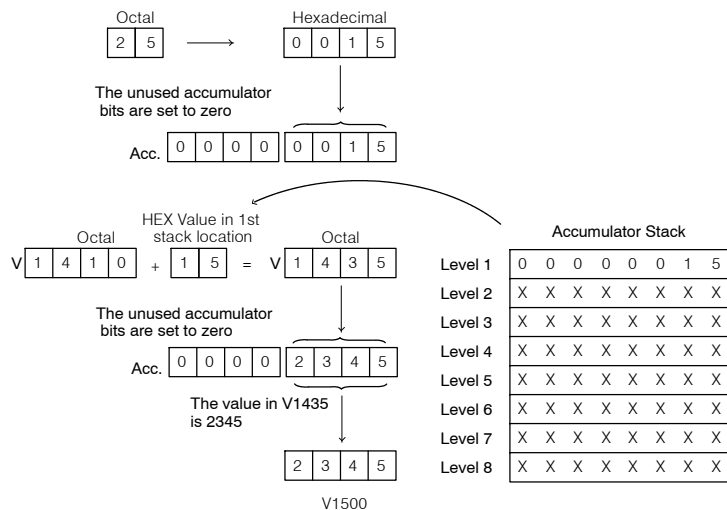 Octal
2 5
Hexadecimal
0 0 1 5
The unused accumulator
bits are set to zero
Acc. 0 0 0 0 0 0 1 5
HEX Value in 1st
stack location
Octal
Octal
V 1 4 1 0 + 1 5 = V 1 4 3 5
The unused accumulator
bits are set to zero
Acc. 0 0 0 0 2 3 4 5
The value in V1435
is 2345
2 3 4 5
V1500
Accumulator Stack
Level 1 0 0 0 0 0 0 1 5
Level 2 X X X X X X X X
Level 3 X X X X X X X X
Level 4 X X X X X X X X
Level 5 X X X X X X X X
Level 6 X X X X X X X X
Level 7 X X X X X X X X
Level 8 X X X X X X X X